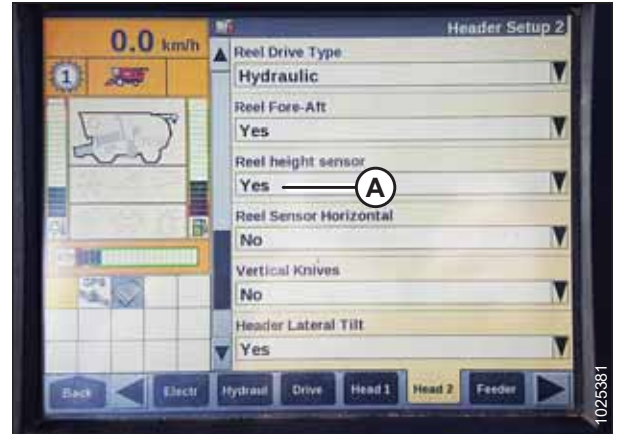 Header Setup 2
0.0 km/h
Reel Drive Type
Hydraulic
1
Reel Fore-Aft
Yes
Reel height sensor
Yes
A
Reel Sensor Horizontal
No
Vertical Knives
No
Header Lateral Tilt
Yes
Back
Electr
Hydraul
Drive
Head 1
Head 2
Feeder
1025381